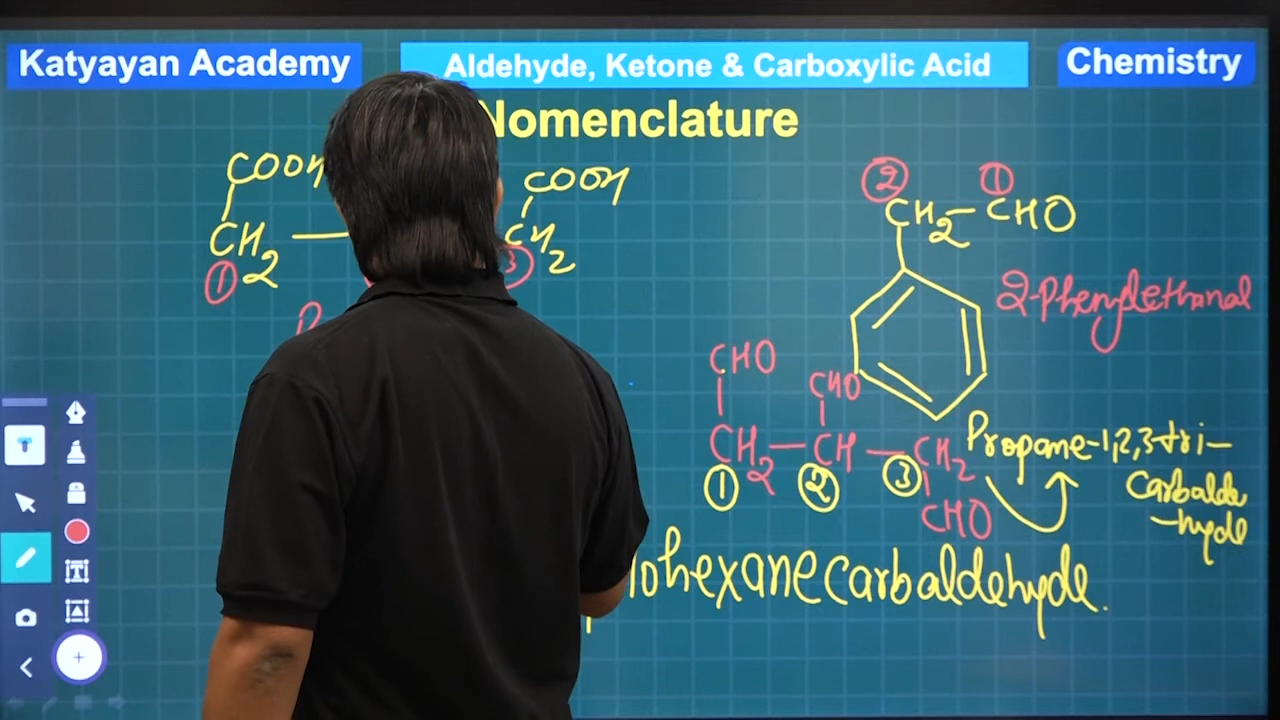 Katyayan Academy
Aldehyde, Ketone & Carboxylic Acid
Chemistry
Nomenclature
COOH
CH2 —
①
COOH
CH2
3
② ①
CH2 – CHO
2-Phenylethanal
CHO
CHO
CH2 — CH — CH2
① ② ③
CHO
Propane-1,2,3-tri-
Carbalde
-hyde
lohexanecarbaldehyde.